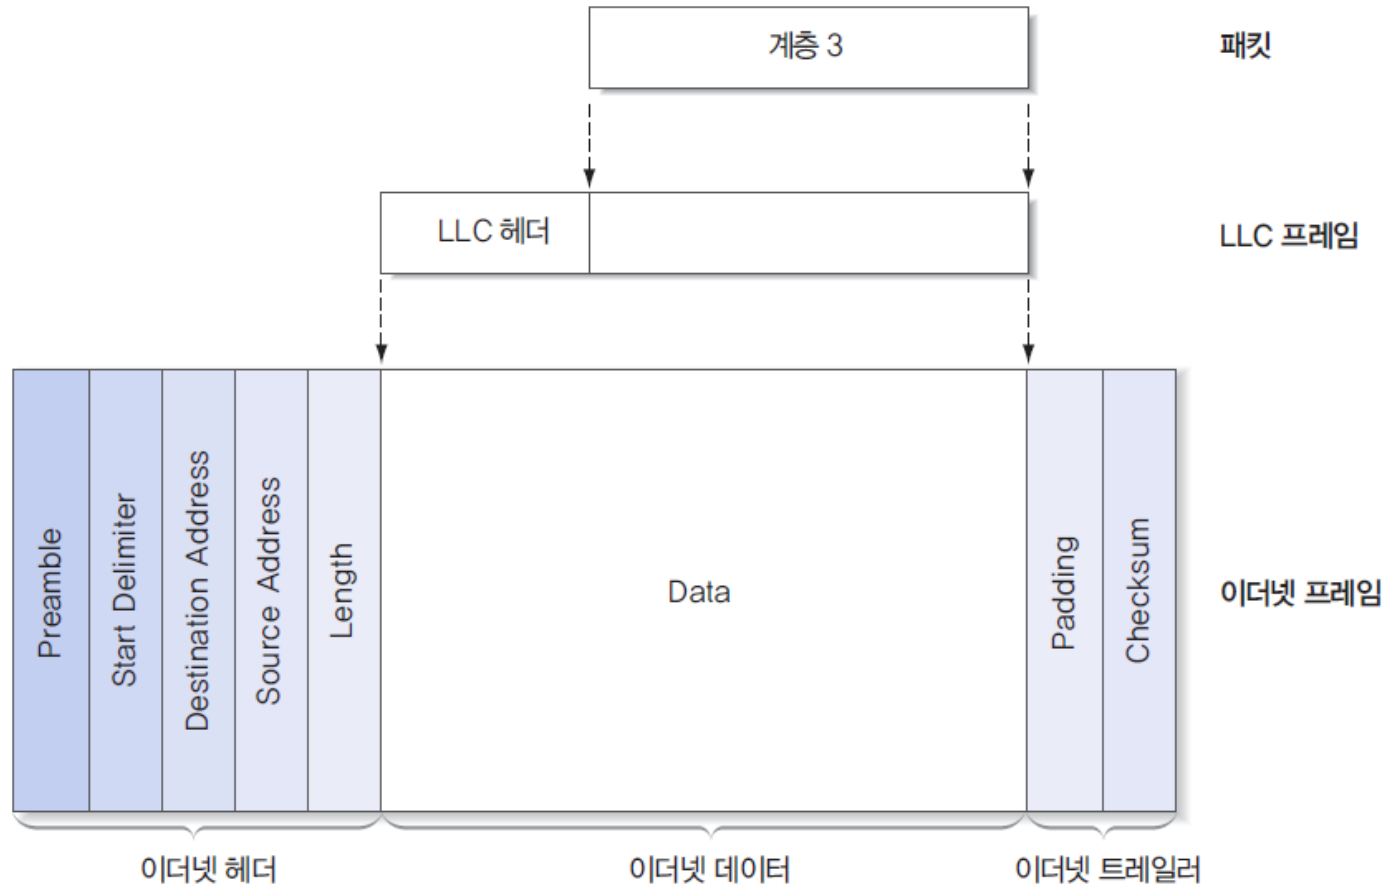 계층 3
패킷
LLC 헤더
LLC 프레임
Preamble
Start Delimiter
Destination Address
Source Address
Length
Data
Padding
Checksum
이더넷 프레임
이더넷 헤더
이더넷 데이터
이더넷 트레일러